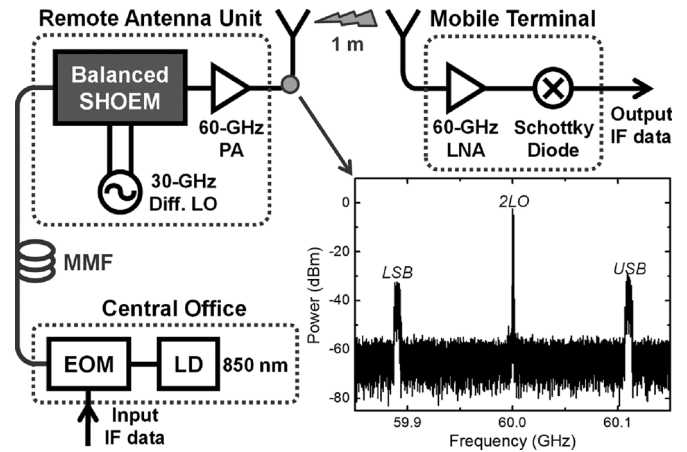 Remote Antenna Unit
Mobile Terminal
1 m
Balanced
SHOEM
60-GHz
PA
30-GHz
Diff. LO
60-GHz
LNA
Schottky
Diode
Output
IF data
MMF
Central Office
EOM
LD
850 nm
Input
IF data
2LO
LSB
USB
Power (dBm)
0
-20
-40
-60
-80
59.9
60.0
60.1
Frequency (GHz)